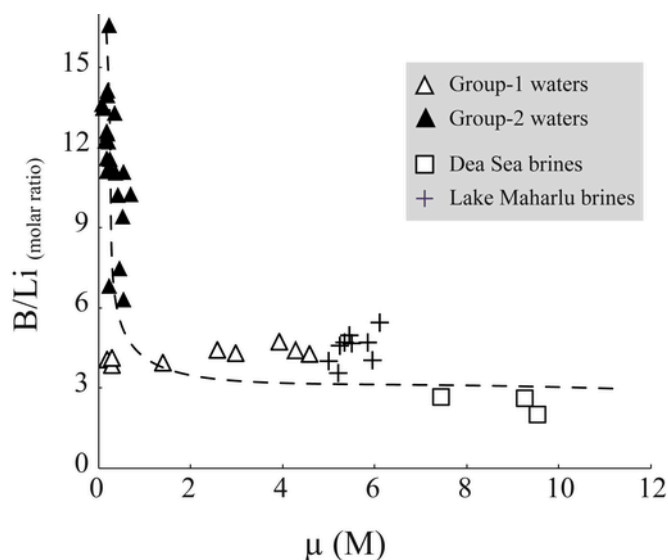 15
12
9
6
3
0
B/Li (molar ratio)
Group-1 waters
Group-2 waters
Dea Sea brines
Lake Maharlu brines
0 2 4 6 8 10 12
μ (M)